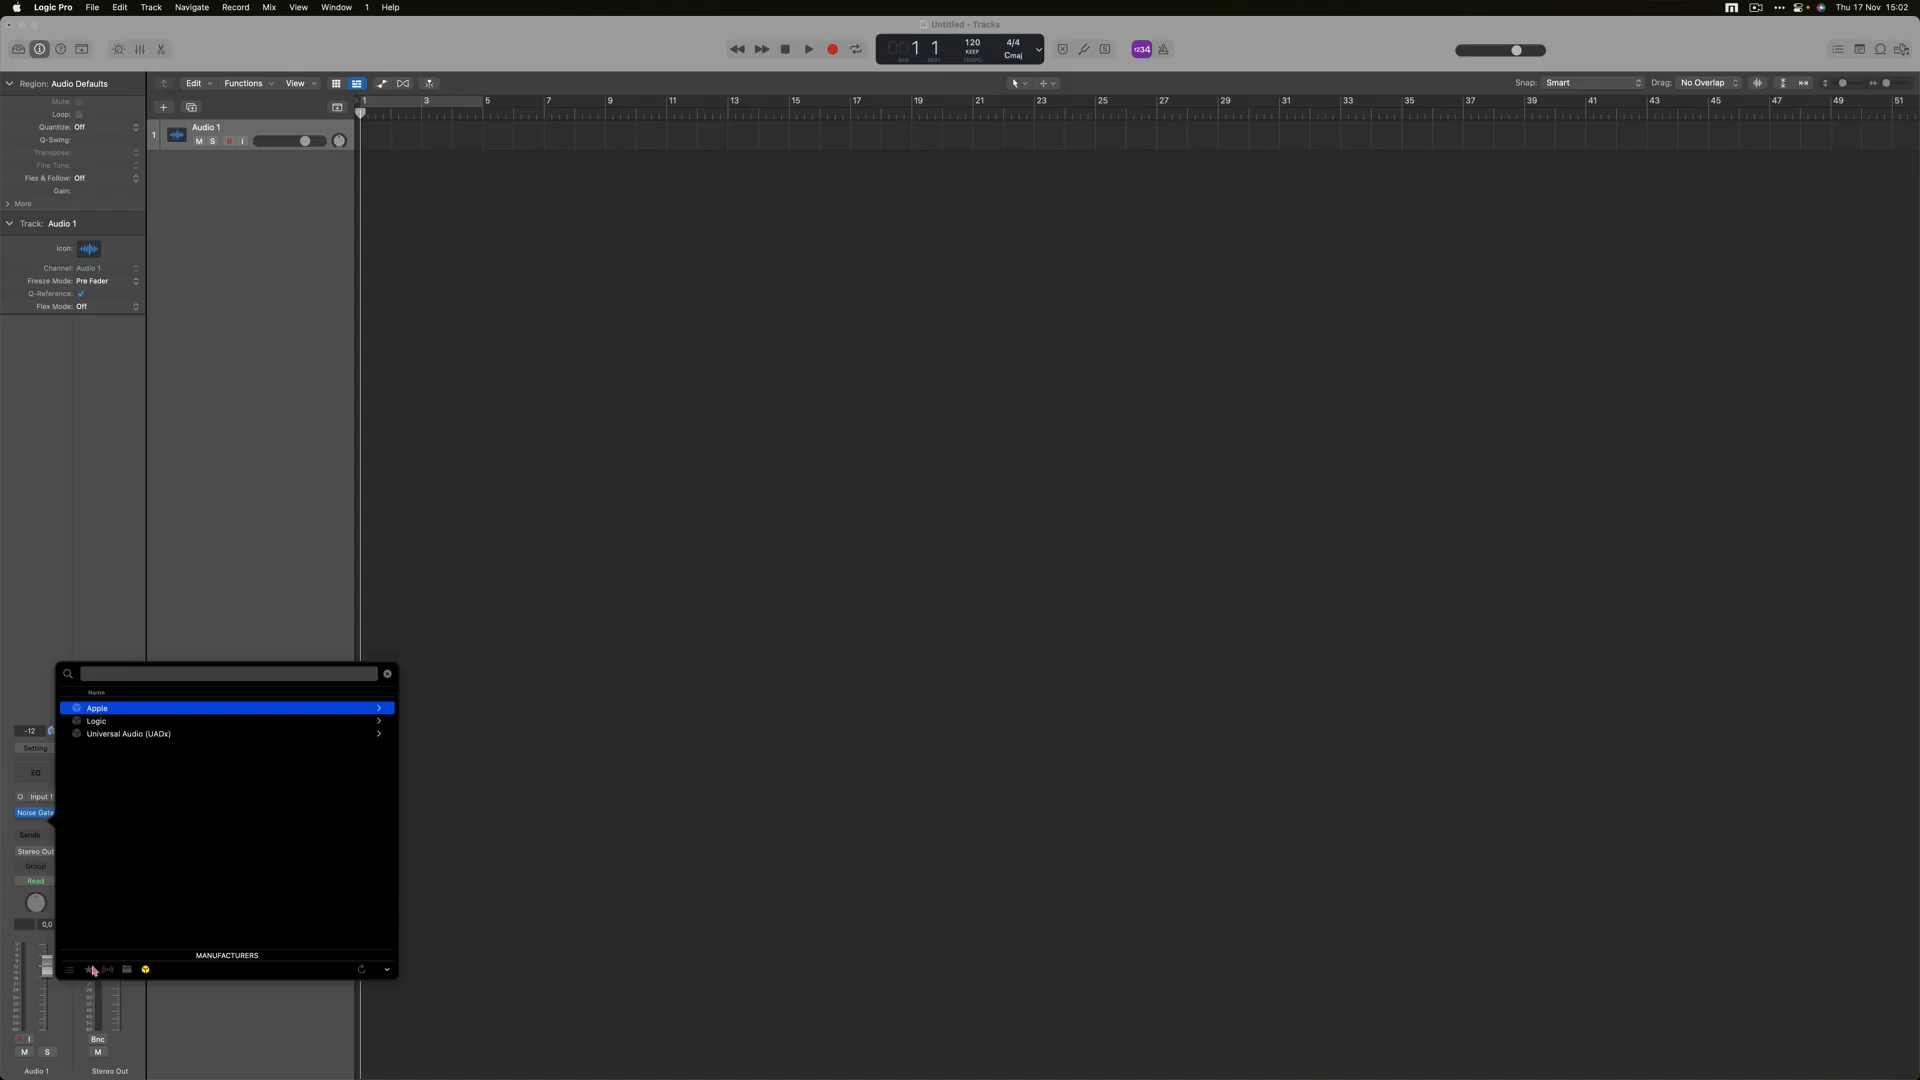 Logic Pro File Edit Track Navigate Record Mix View Window 1 Help Thu 17 Nov 15:02
Untitled - Tracks
001 1 120 4/4
KEEP Cmaj
BAR BEAT TEMPO
1234
Region: Audio Defaults Edit Functions View Snap: Smart Drag: No Overlap
Mute:
Loop:
Quantize: Off
Q-Swing:
Transpose:
Fine Tune:
Flex & Follow: Off
Gain:
More
Track: Audio 1
Icon:
Channel: Audio 1
Freeze Mode: Pre Fader
Q-Reference:
Flex Mode: Off
1 3 5 7 9 11 13 15 17 19 21 23 25 27 29 31 33 35 37 39 41 43 45 47 49 51
1 Audio 1
M S R I
Name
Apple
Logic
Universal Audio (UADx)
MANUFACTURERS
-12
Setting
EQ
Input 1
Noise Gate
Sends
Stereo Out
Group
Read
0,0
I Bnc
M S M
Audio 1 Stereo Out